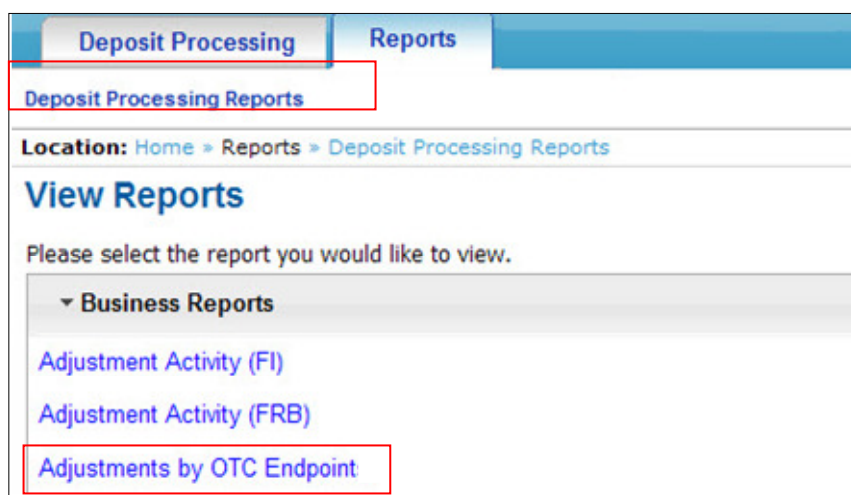 Deposit Processing Reports
Deposit Processing Reports
Location: Home » Reports » Deposit Processing Reports
View Reports
Please select the report you would like to view.
Business Reports
Adjustment Activity (FI)
Adjustment Activity (FRB)
Adjustments by OTC Endpoint